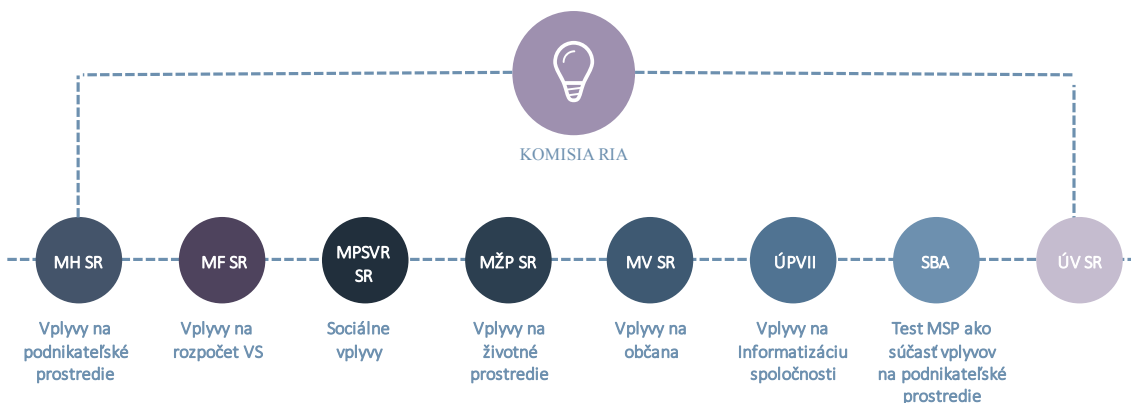 KOMISIA RIA
MH SR
MF SR
MPSVR
SR
MŽP SR
MV SR
ÚPVII
SBA
ÚV SR
Vplyvy na
podnikateľské
prostredie
Vplyvy na
rozpočet VS
Sociálne
vplyvy
Vplyvy na
životné
prostredie
Vplyvy na
občana
Vplyvy na
Informatizáciu
spoločnosti
Test MSP ako
súčasť vplyvov
na podnikateľské
prostredie